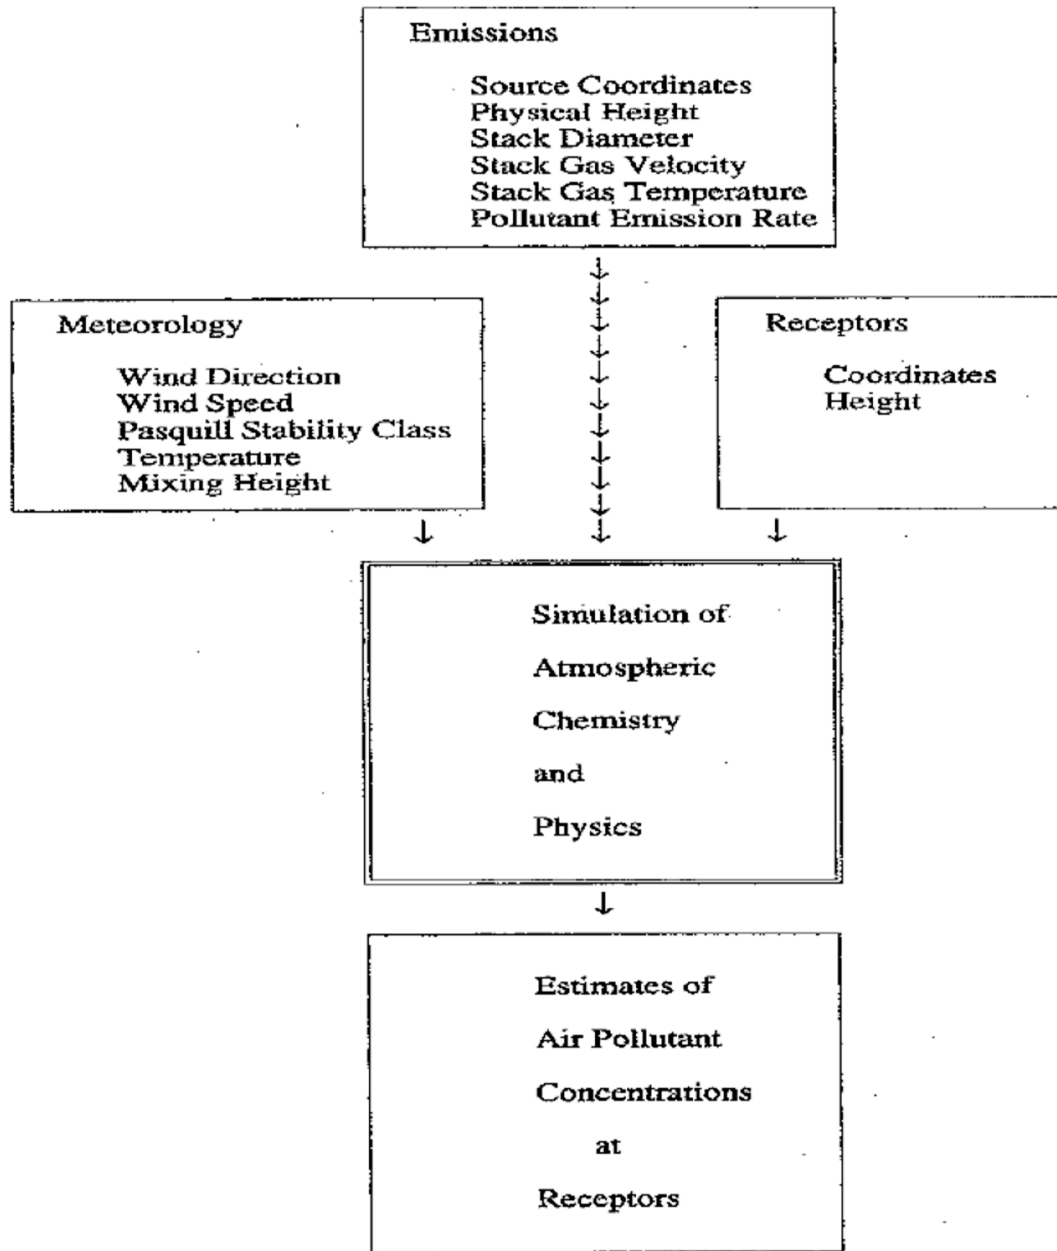 Emissions
Source Coordinates
Physical Height
Stack Diameter
Stack Gas Velocity
Stack Gas Temperature
Pollutant Emission Rate
Meteorology
Wind Direction
Wind Speed
Pasquill Stability Class
Temperature
Mixing Height
Receptors
Coordinates
Height
Simulation of
Atmospheric
Chemistry
and
Physics
Estimates of
Air Pollutant
Concentrations
at
Receptors